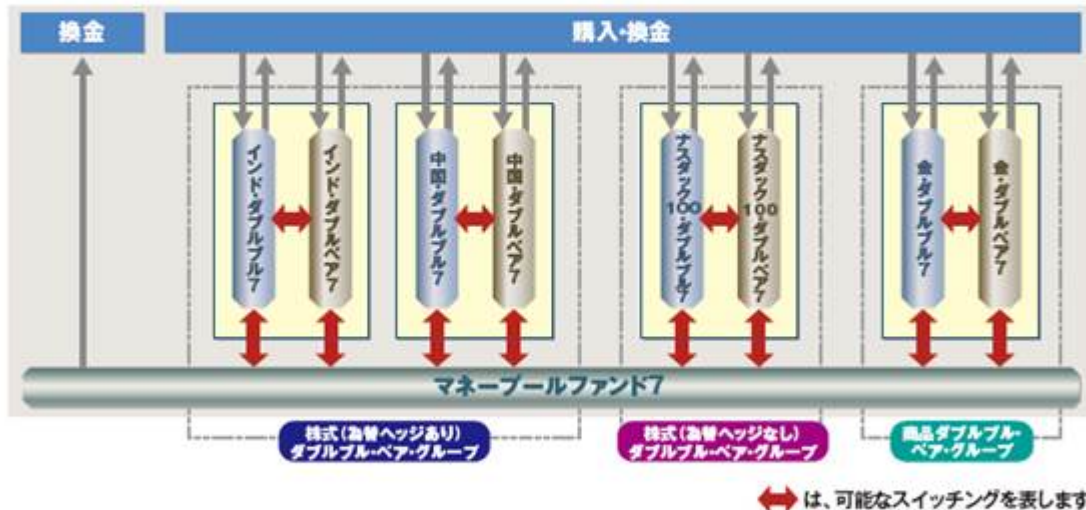 換金
購入・換金
インド・ダブルブル7
インド・ダブルベア7
中国・ダブルブル7
中国・ダブルベア7
ナスダック100・ダブルブル7
ナスダック100・ダブルベア7
金・ダブルブル7
金・ダブルベア7
マネープールファンド7
株式(為替ヘッジあり)
ダブルブル・ベア・グループ
株式(為替ヘッジなし)
ダブルブル・ベア・グループ
商品ダブルブル・
ベア・グループ
は、可能なスイッチングを表します